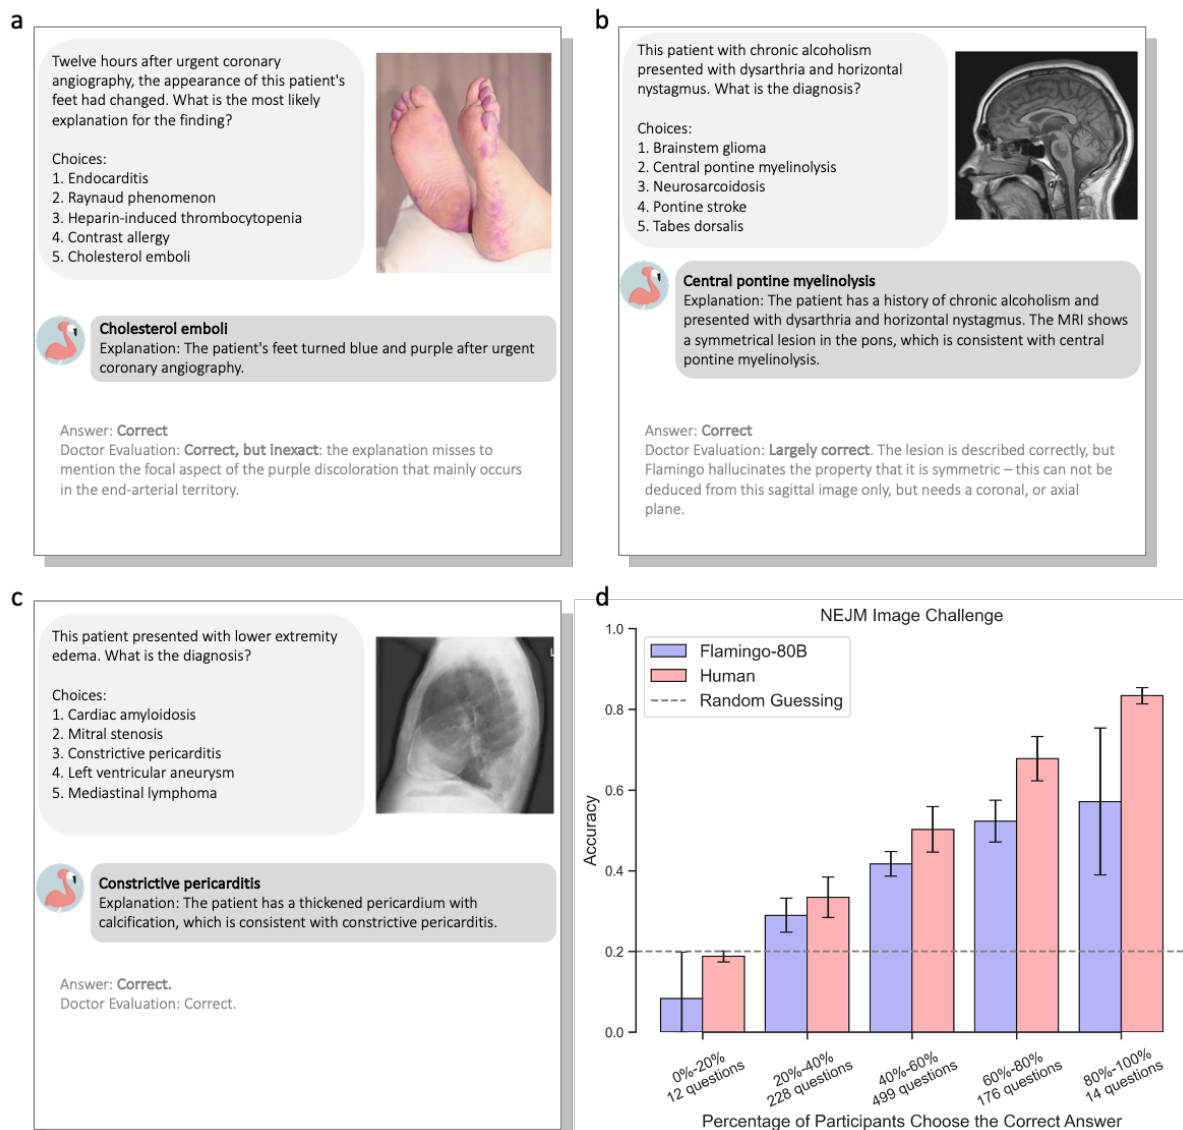 a
Twelve hours after urgent coronary
angiography, the appearance of this patient's
feet had changed. What is the most likely
explanation for the finding?
Choices:
1. Endocarditis
2. Raynaud phenomenon
3. Heparin-induced thrombocytopenia
4. Contrast allergy
5. Cholesterol emboli
Cholesterol emboli
Explanation: The patient's feet turned blue and purple after urgent
coronary angiography.
Answer: Correct
Doctor Evaluation: Correct, but inexact: the explanation misses to
mention the focal aspect of the purple discoloration that mainly occurs
in the end-arterial territory.
b
This patient with chronic alcoholism
presented with dysarthria and horizontal
nystagmus. What is the diagnosis?
Choices:
1. Brainstem glioma
2. Central pontine myelinolysis
3. Neurosarcoidosis
4. Pontine stroke
5. Tabes dorsalis
Central pontine myelinolysis
Explanation: The patient has a history of chronic alcoholism and
presented with dysarthria and horizontal nystagmus. The MRI shows
a symmetrical lesion in the pons, which is consistent with central
pontine myelinolysis.
Answer: Correct
Doctor Evaluation: Largely correct. The lesion is described correctly, but
Flamingo hallucinates the property that it is symmetric – this can not be
deduced from this sagittal image only, but needs a coronal, or axial
plane.
c
This patient presented with lower extremity
edema. What is the diagnosis?
Choices:
1. Cardiac amyloidosis
2. Mitral stenosis
3. Constrictive pericarditis
4. Left ventricular aneurysm
5. Mediastinal lymphoma
L
Constrictive pericarditis
Explanation: The patient has a thickened pericardium with
calcification, which is consistent with constrictive pericarditis.
Answer: Correct.
Doctor Evaluation: Correct.
d
NEJM Image Challenge
Flamingo-80B
Human
Random Guessing
Accuracy
1.0
0.8
0.6
0.4
0.2
0.0
0%-20%
12 questions
20%-40%
228 questions
40%-60%
499 questions
60%-80%
176 questions
80%-100%
14 questions
Percentage of Participants Choose the Correct Answer